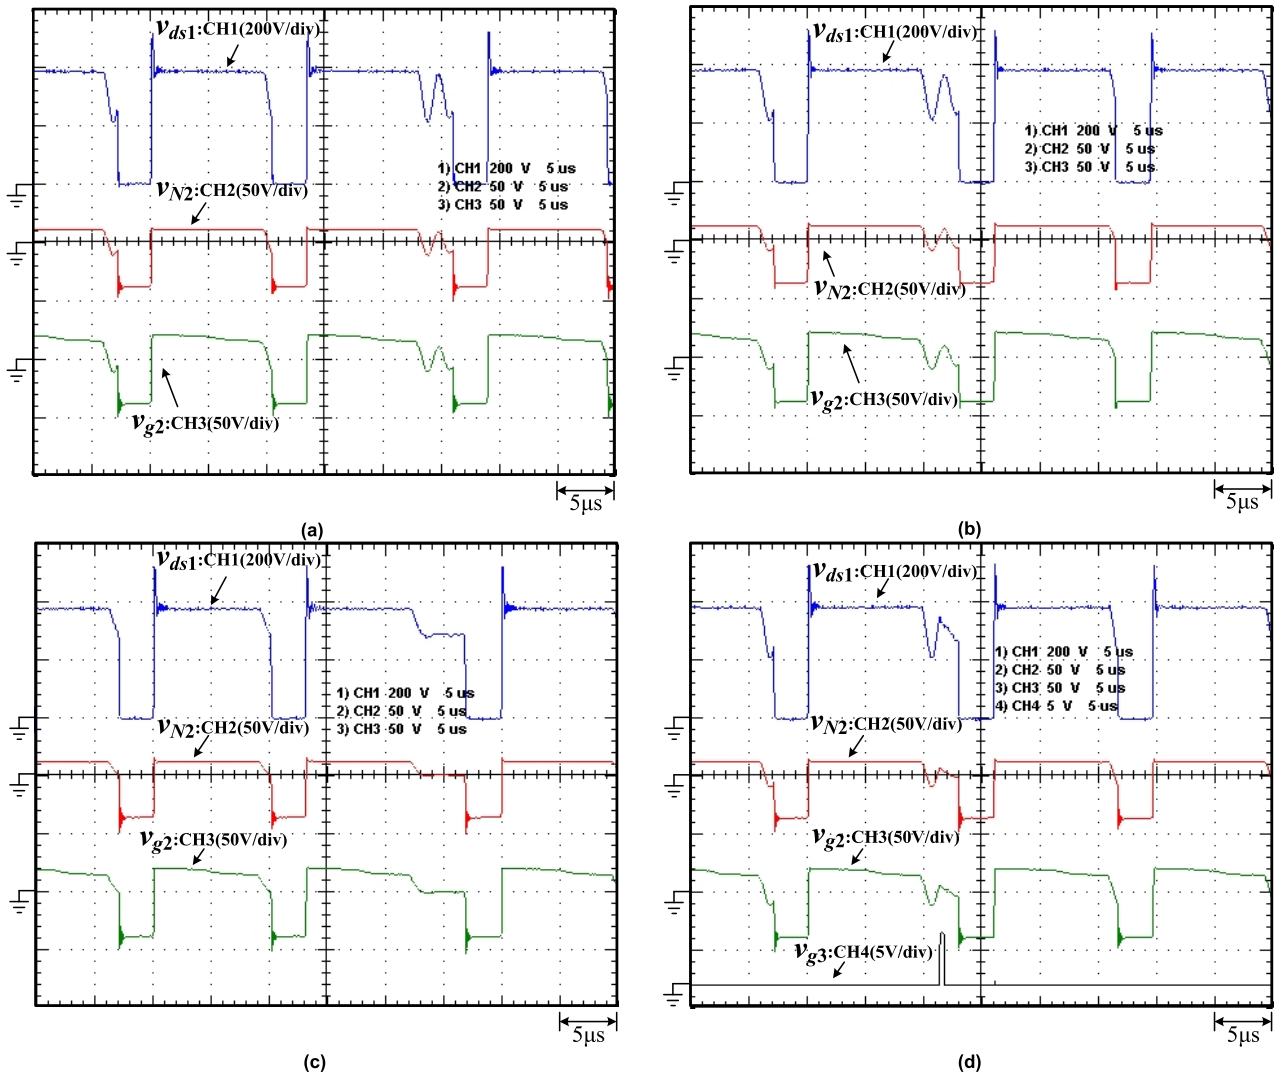 vds1:CH1(200V/div)
1) CH1 200 V 5 us
2) CH2 50 V 5 us
3) CH3 50 V 5 us
vN2:CH2(50V/div)
vg2:CH3(50V/div)
5μs
(a)
vds1:CH1(200V/div)
1) CH1 200 V 5 us
2) CH2 50 V 5 us
3) CH3 50 V 5 us
vN2:CH2(50V/div)
vg2:CH3(50V/div)
5μs
(b)
vds1:CH1(200V/div)
1) CH1 200 V 5 us
2) CH2 50 V 5 us
3) CH3 50 V 5 us
vN2:CH2(50V/div)
vg2:CH3(50V/div)
5μs
(c)
vds1:CH1(200V/div)
1) CH1 200 V 5 us
2) CH2 50 V 5 us
3) CH3 50 V 5 us
4) CH4 5 V 5 us
vN2:CH2(50V/div)
vg2:CH3(50V/div)
vg3:CH4(5V/div)
5μs
(d)